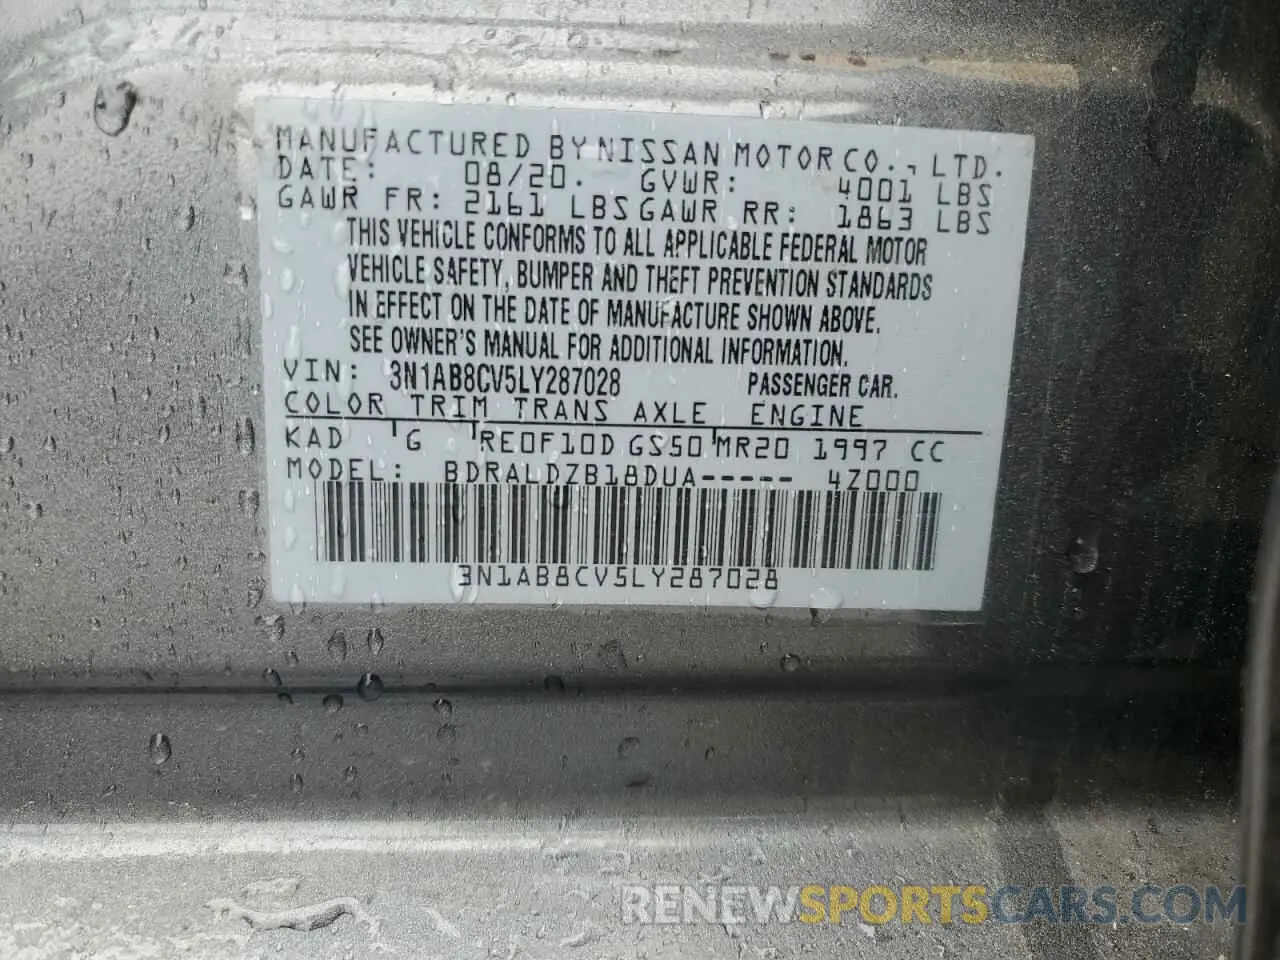 MANUFACTURED BY NISSAN MOTOR CO., LTD.
DATE: 08/20. GVWR: 4001 LBS
GAWR FR: 2161 LBS GAWR RR: 1863 LBS
THIS VEHICLE CONFORMS TO ALL APPLICABLE FEDERAL MOTOR
VEHICLE SAFETY, BUMPER AND THEFT PREVENTION STANDARDS
IN EFFECT ON THE DATE OF MANUFACTURE SHOWN ABOVE.
SEE OWNER'S MANUAL FOR ADDITIONAL INFORMATION.
VIN: 3N1AB8CV5LY287028 PASSENGER CAR.
COLOR TRIM TRANS AXLE ENGINE
KAD G RE0F10D GS50 MR20 1997 CC
MODEL: BDRALDZB18DUA----- 4Z000
3N1AB8CV5LY287028
RENEWSPORTSCARS.COM